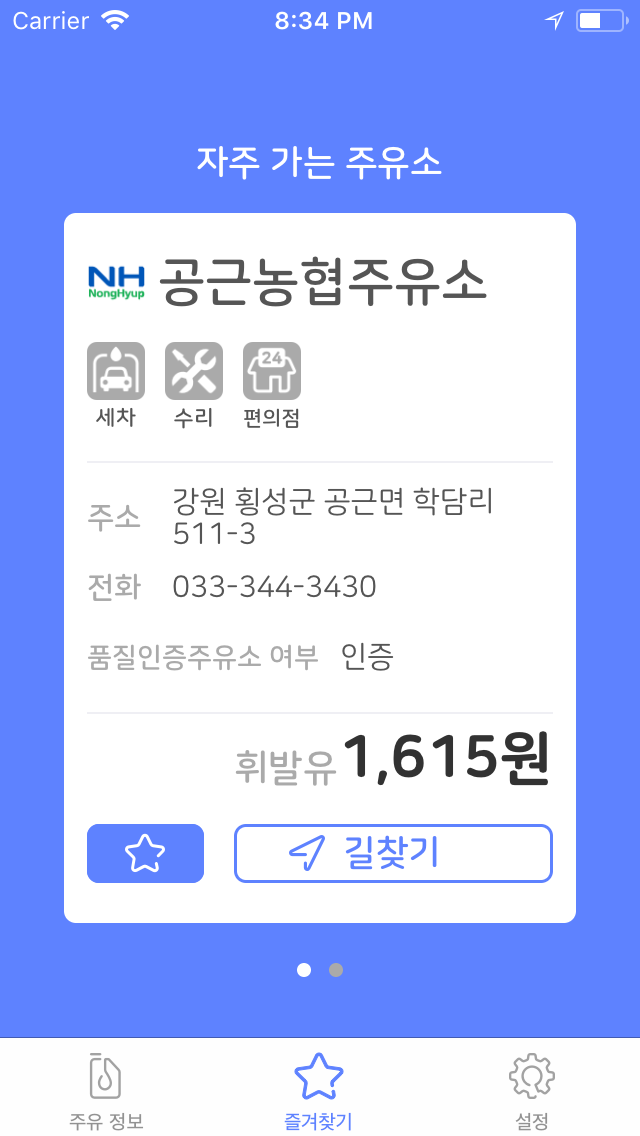 Carrier 8:34 PM
자주 가는 주유소
NH NongHyup 공근농협주유소
24
세차 수리 편의점
주소 강원 횡성군 공근면 학담리
511-3
전화 033-344-3430
품질인증주유소 여부 인증
휘발유 1,615원
길찾기
주유 정보 즐겨찾기 설정